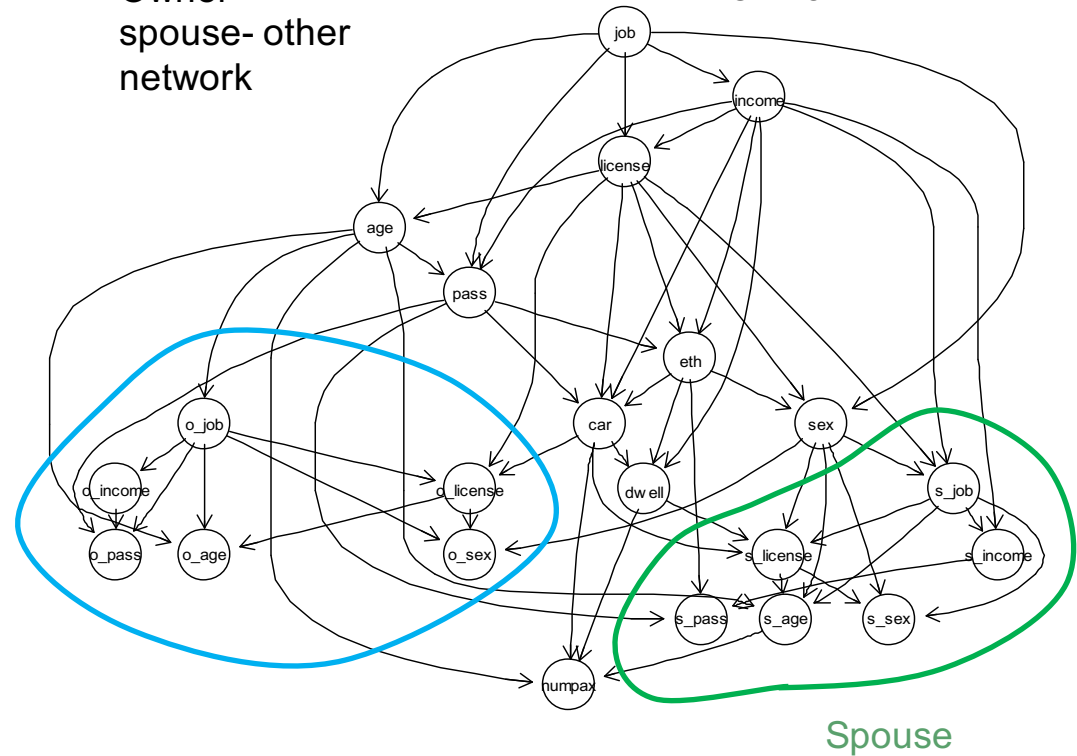 spouse- other
network
job
income
license
age
pass
eth
o_job
car
sex
o_income
o_license
dwell
s_job
o_pass
o_age
o_sex
s_license
s_income
s_pass
s_age
s_sex
numpax
Spouse